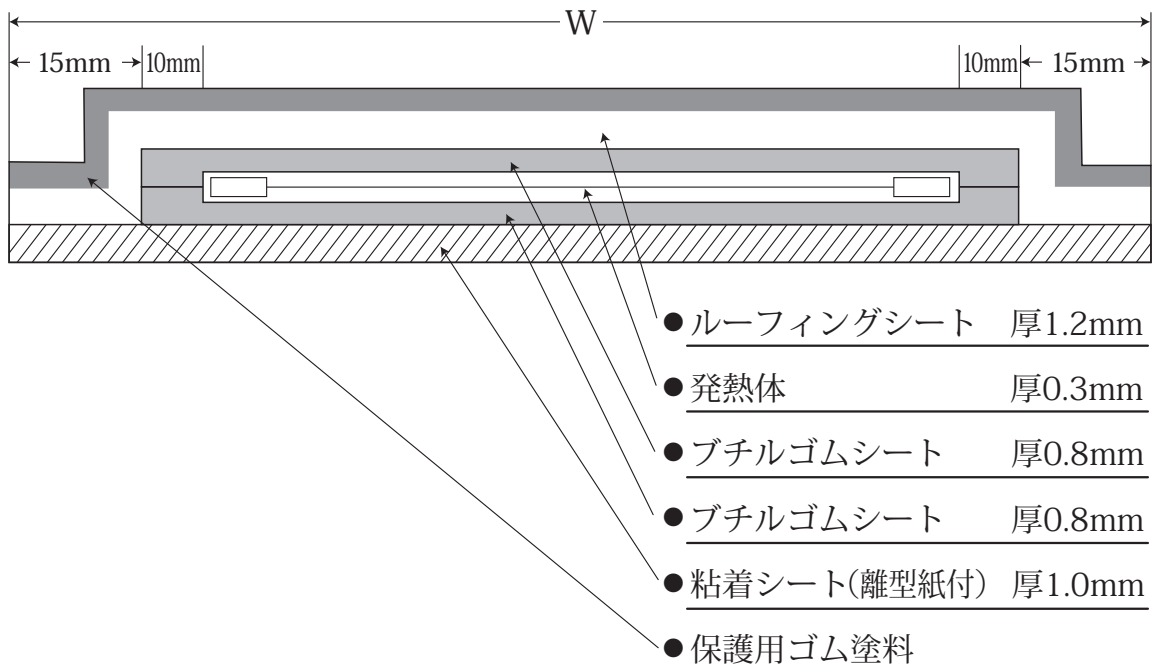 W
15mm 10mm 10mm 15mm
● ルーフィングシート 厚1.2mm
● 発熱体 厚0.3mm
● ブチルゴムシート 厚0.8mm
● ブチルゴムシート 厚0.8mm
● 粘着シート(離型紙付) 厚1.0mm
● 保護用ゴム塗料